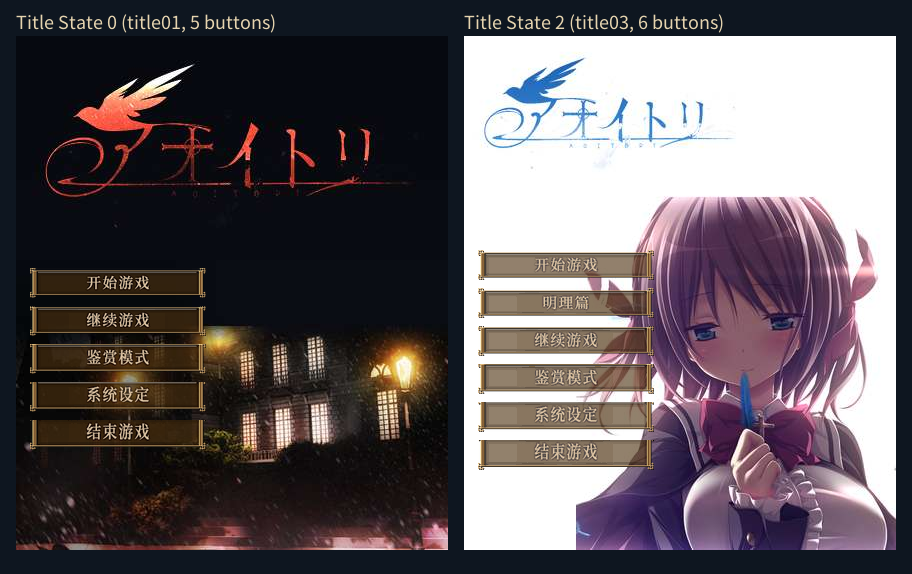 Title State 0 (title01, 5 buttons)
アオイトリ
AOITORI
开始游戏
继续游戏
鉴赏模式
系统设定
结束游戏
Title State 2 (title03, 6 buttons)
アオイトリ
AOITORI
开始游戏
明理篇
继续游戏
鉴赏模式
系统设定
结束游戏